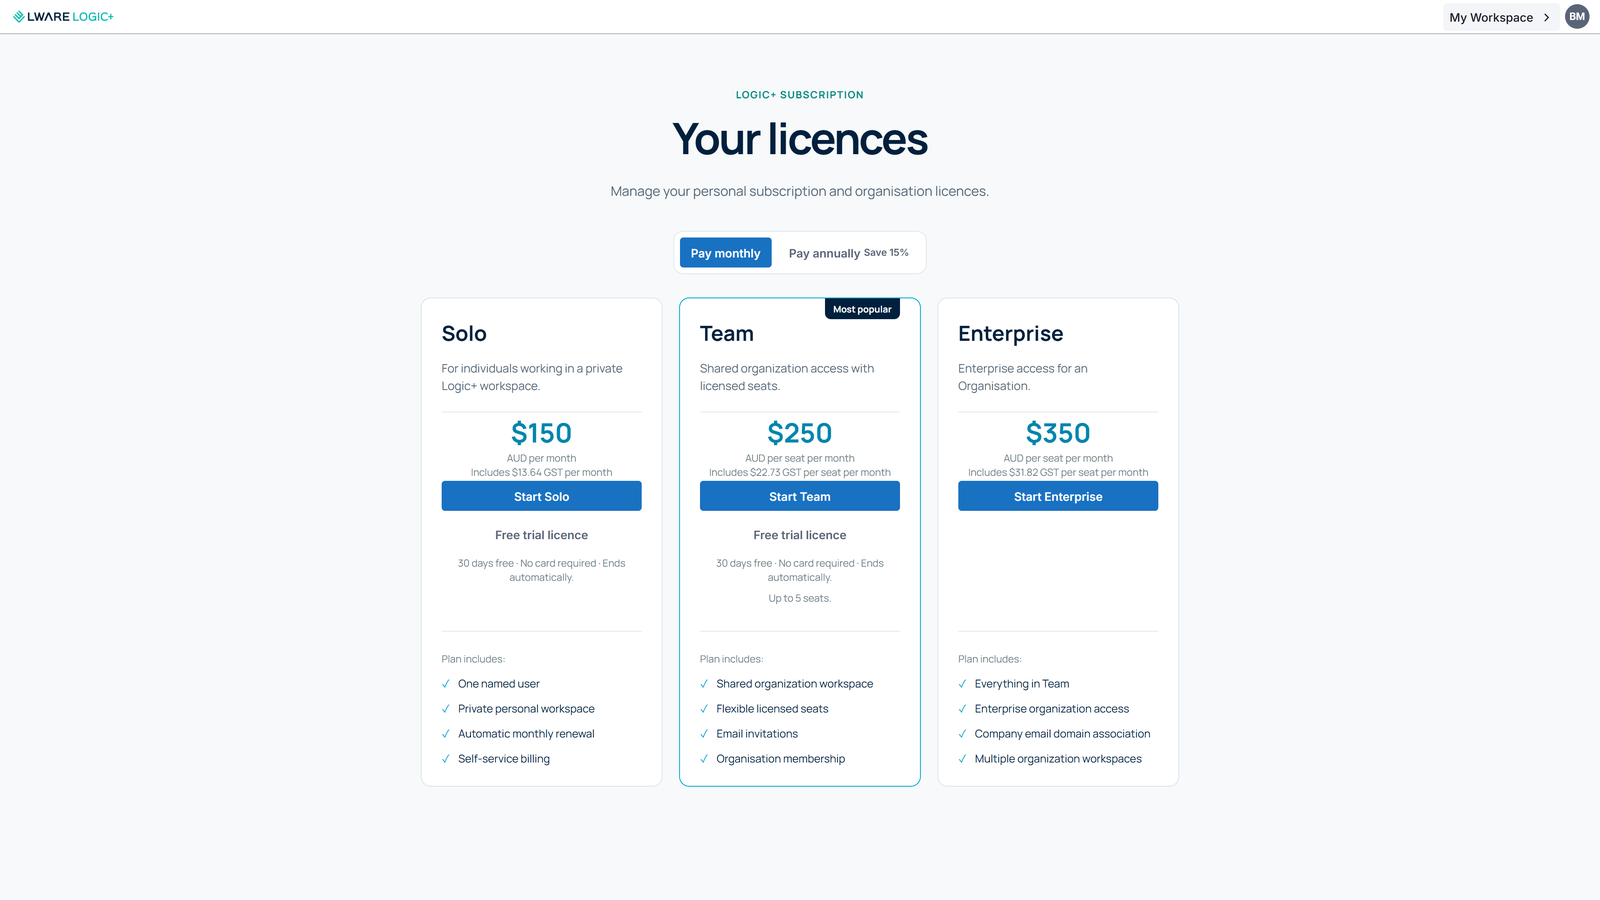 LWARE LOGIC+
My Workspace
BM
LOGIC+ SUBSCRIPTION
Your licences
Manage your personal subscription and organisation licences.
Pay monthly
Pay annually Save 15%
Solo
For individuals working in a private
Logic+ workspace.
$150
AUD per month
Includes $13.64 GST per month
Start Solo
Free trial licence
30 days free · No card required · Ends
automatically.
Plan includes:
✓ One named user
✓ Private personal workspace
✓ Automatic monthly renewal
✓ Self-service billing
Most popular
Team
Shared organization access with
licensed seats.
$250
AUD per seat per month
Includes $22.73 GST per seat per month
Start Team
Free trial licence
30 days free · No card required · Ends
automatically.
Up to 5 seats.
Plan includes:
✓ Shared organization workspace
✓ Flexible licensed seats
✓ Email invitations
✓ Organisation membership
Enterprise
Enterprise access for an
Organisation.
$350
AUD per seat per month
Includes $31.82 GST per seat per month
Start Enterprise
Plan includes:
✓ Everything in Team
✓ Enterprise organization access
✓ Company email domain association
✓ Multiple organization workspaces